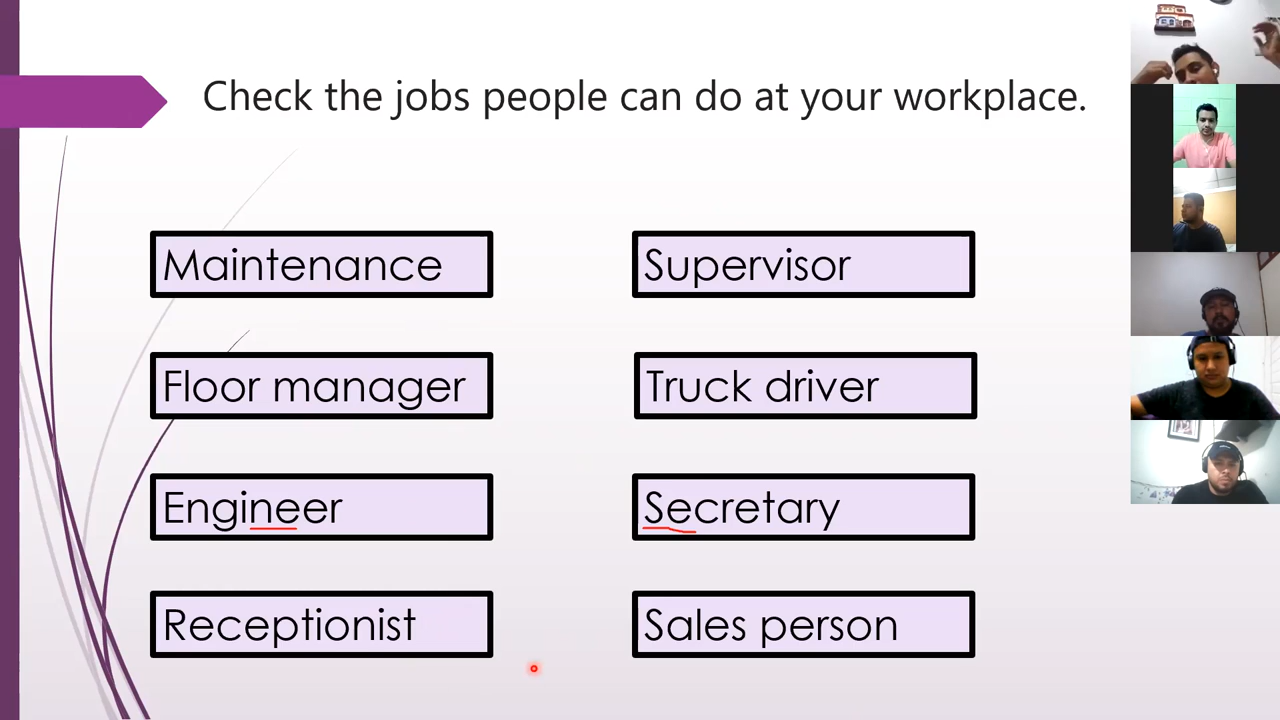 Check the jobs people can do at your workplace.
Maintenance
Supervisor
Floor manager
Truck driver
Engineer
Secretary
Receptionist
Sales person